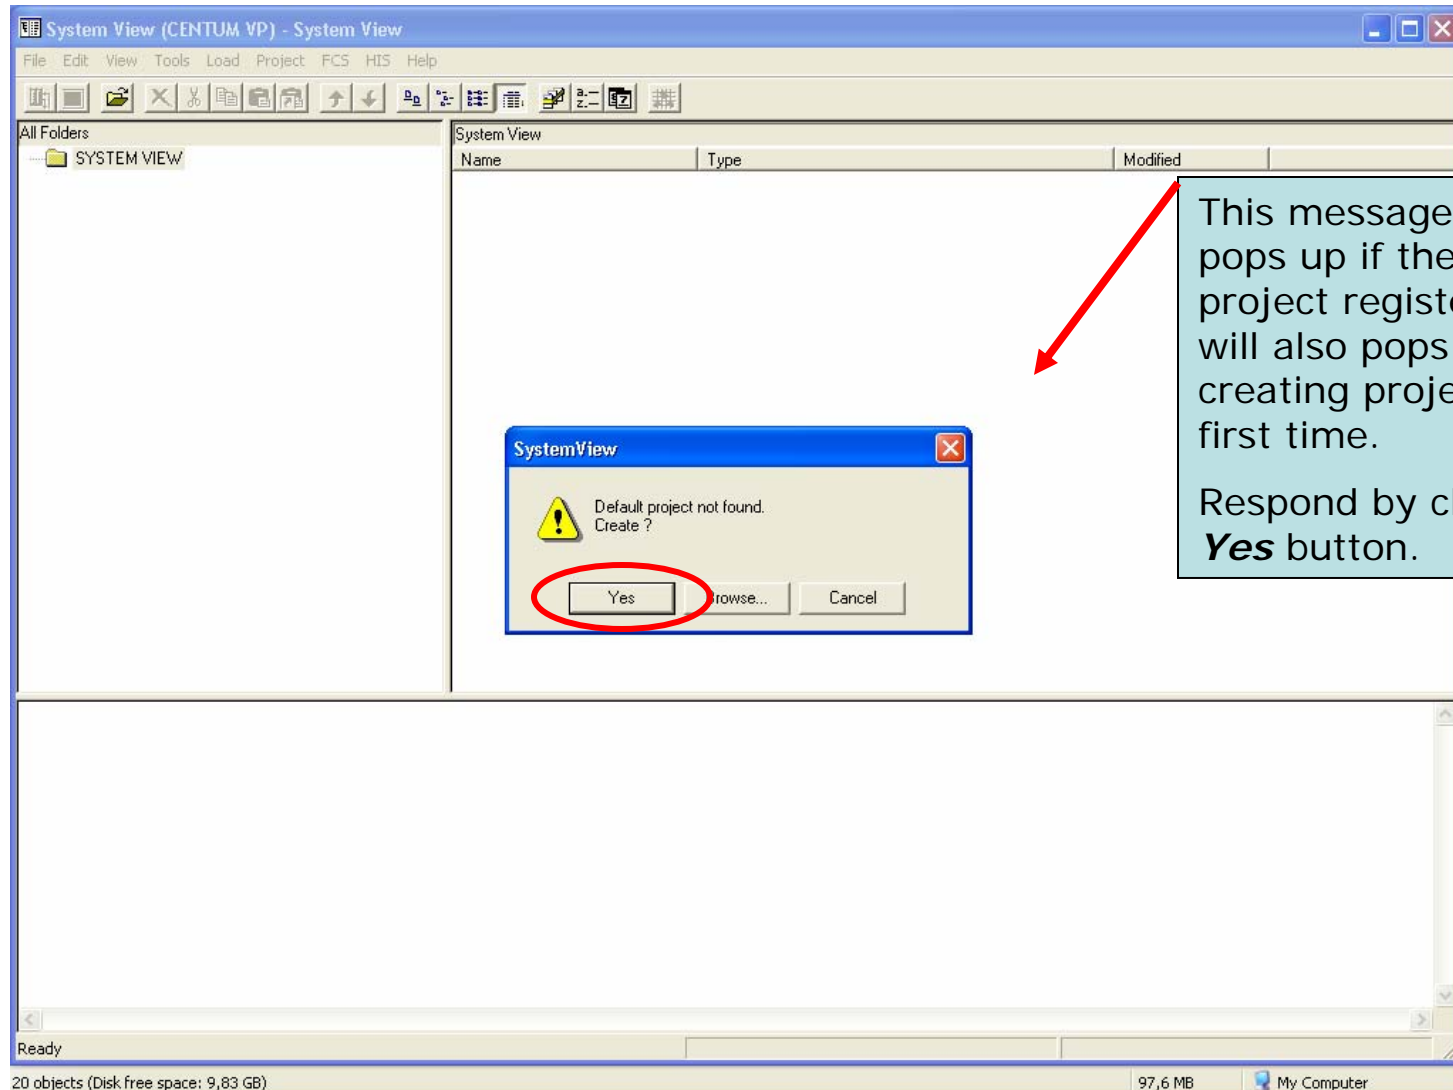 System View (CENTUM VP) - System View
File Edit View Tools Load Project FCS HIS Help
All Folders
SYSTEM VIEW
System View
Name Type Modified
This message
pops up if the
project
will also pops
creating
first time.
Respond by
Yes button.
SystemView
Default project not found.
Create ?
Yes Browse... Cancel
Ready
20 objects (Disk free space: 9,83 GB) 97,6 MB My Computer